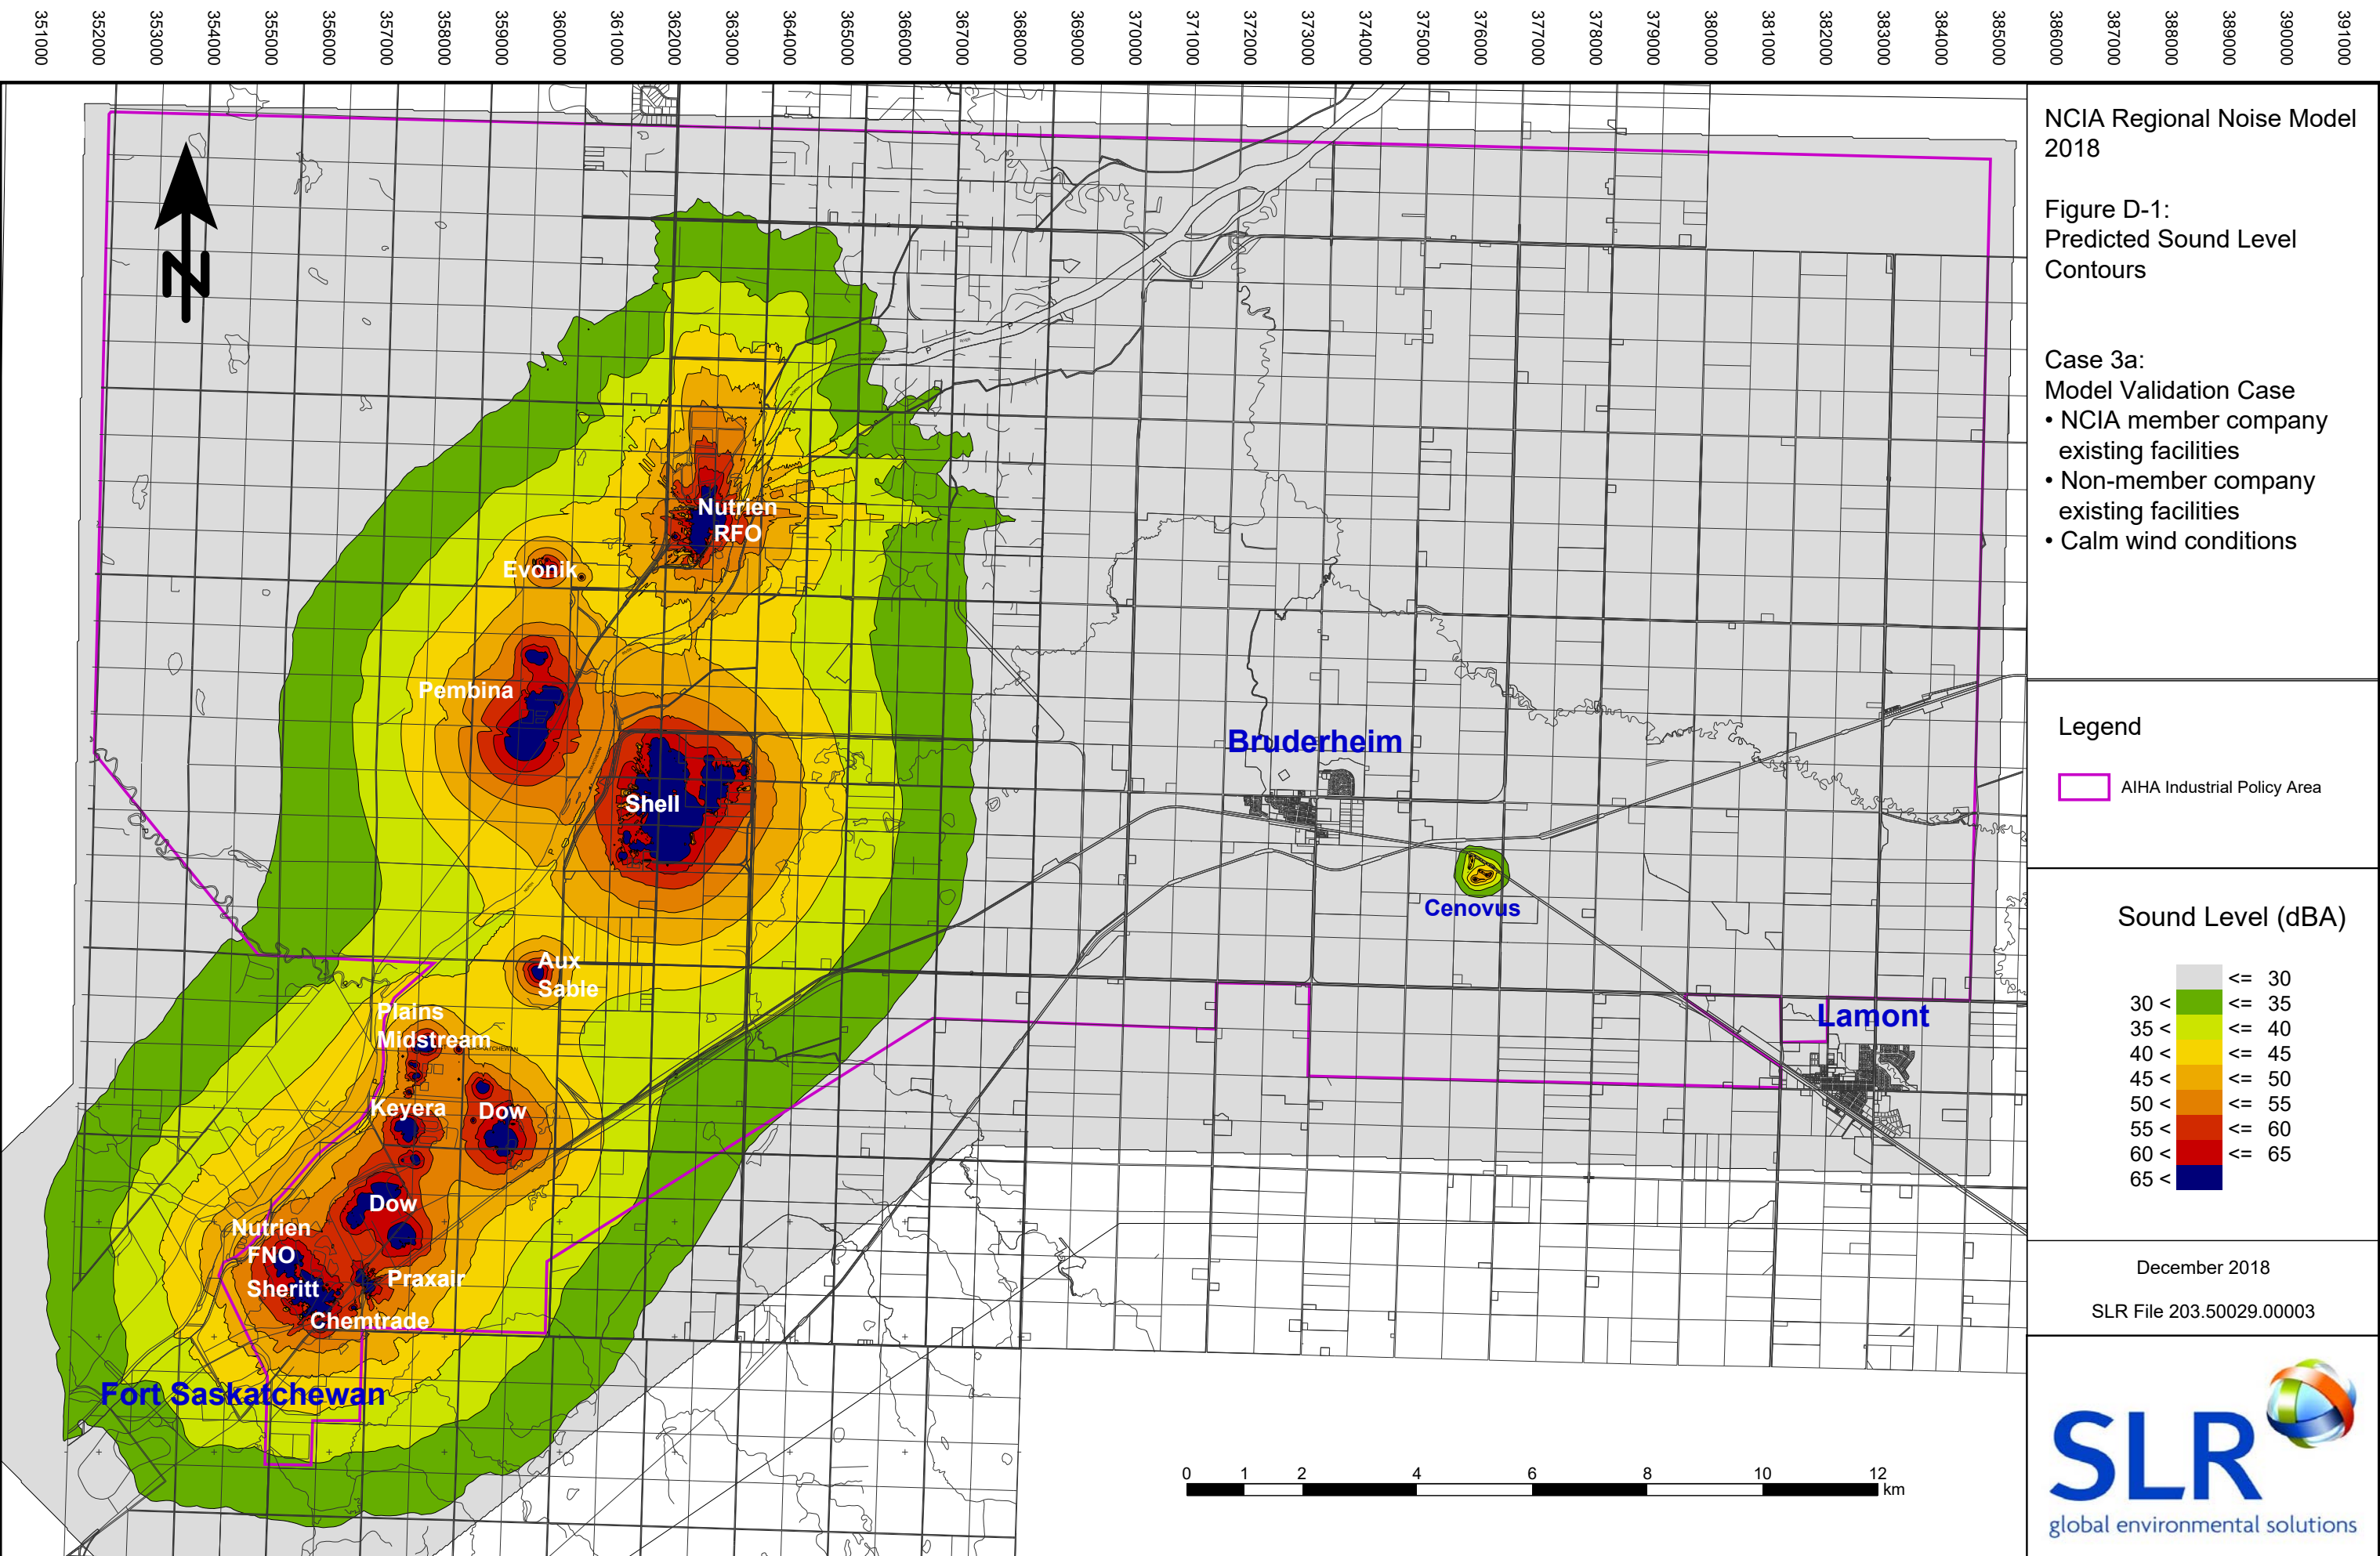 351000
352000
353000
354000
355000
356000
357000
358000
359000
360000
361000
362000
363000
364000
365000
366000
367000
368000
369000
370000
371000
372000
373000
374000
375000
376000
377000
378000
379000
380000
381000
382000
383000
384000
385000
386000
387000
388000
389000
390000
391000
N
Nutrien
RFO
Evonik
Pembina
Shell
Bruderheim
Cenovus
Aux
Sable
Plains
Midstream
Lamont
Keyera
Dow
Dow
Nutrien
FNO
Sheritt
Praxair
Chemtrade
Fort Saskatchewan
0 1 2 4 6 8 10 12
km
NCIA Regional Noise Model
2018
Figure D-1:
Predicted Sound Level
Contours
Case 3a:
Model Validation Case
• NCIA member company
existing facilities
• Non-member company
existing facilities
• Calm wind conditions
Legend
AIHA Industrial Policy Area
Sound Level (dBA)
<= 30
30 < <= 35
35 < <= 40
40 < <= 45
45 < <= 50
50 < <= 55
55 < <= 60
60 < <= 65
65 <
December 2018
SLR File 203.50029.00003
SLR
global environmental solutions